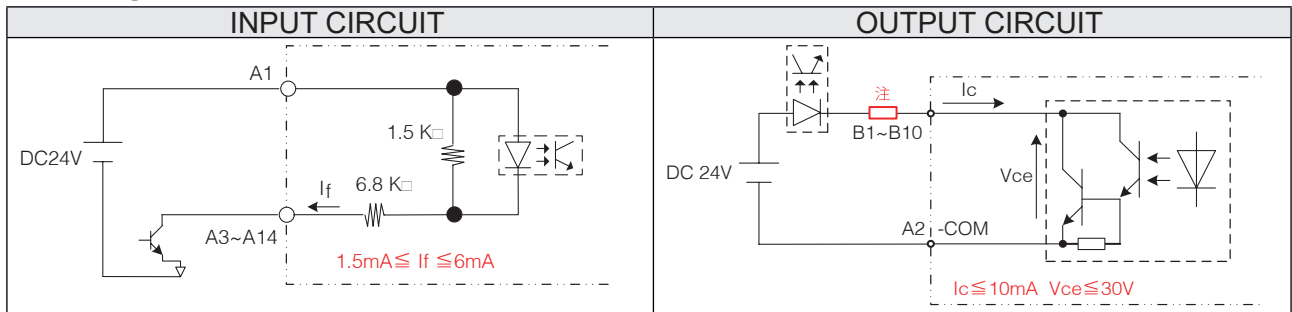 INPUT CIRCUIT
A1
1.5 K□
DC24V
If
6.8 K□
A3~A14
1.5mA≦ If ≦6mA
OUTPUT CIRCUIT
注
Ic
B1~B10
DC 24V
Vce
A2 -COM
Ic≦10mA Vce≦30V